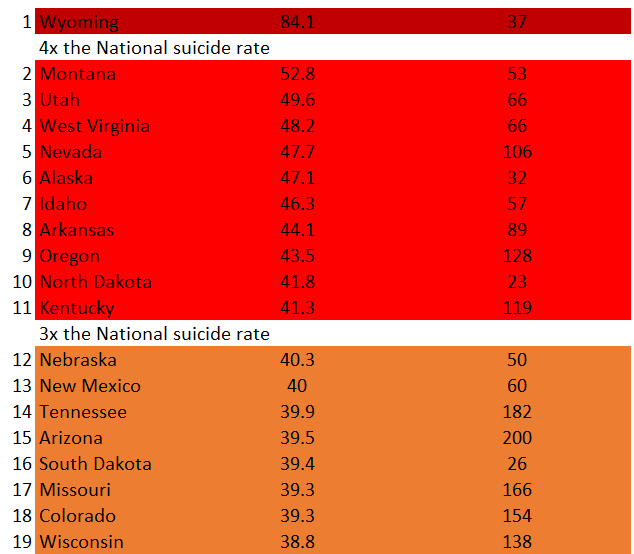 1 Wyoming 84.1 37
4x the National suicide rate
2 Montana 52.8 53
3 Utah 49.6 66
4 West Virginia 48.2 66
5 Nevada 47.7 106
6 Alaska 47.1 32
7 Idaho 46.3 57
8 Arkansas 44.1 89
9 Oregon 43.5 128
10 North Dakota 41.8 23
11 Kentucky 41.3 119
3x the National suicide rate
12 Nebraska 40.3 50
13 New Mexico 40 60
14 Tennessee 39.9 182
15 Arizona 39.5 200
16 South Dakota 39.4 26
17 Missouri 39.3 166
18 Colorado 39.3 154
19 Wisconsin 38.8 138